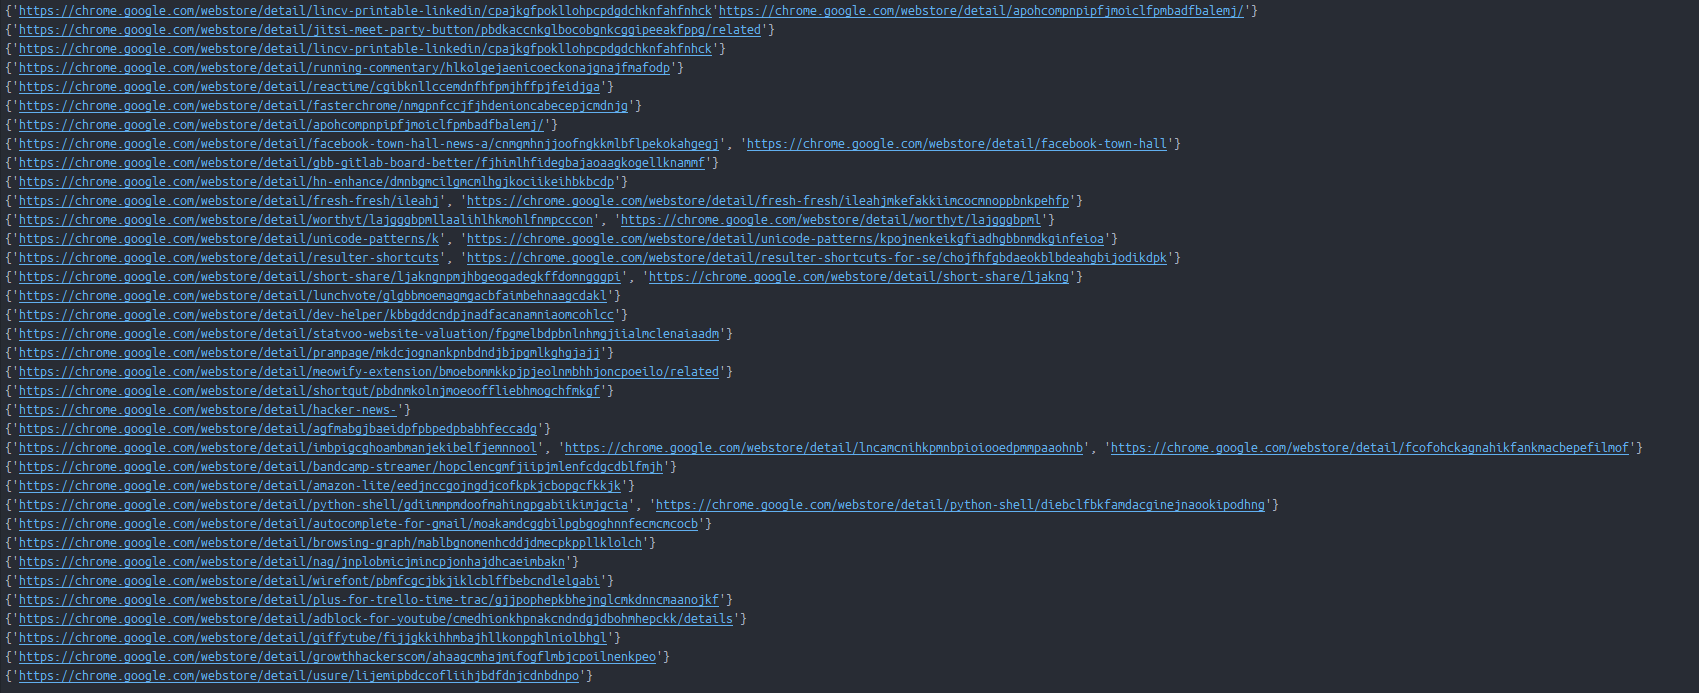 {'https://chrome.google.com/webstore/detail/lincv-printable-linkedin/cpajkgfpokllohpcpdgdchknfahfnhck'https://chrome.google.com/webstore/detail/apohcompnpipfjmoiclfpmbadfbalemj/'}
{'https://chrome.google.com/webstore/detail/jitsi-meet-party-button/pbdkaccnkglbocobgnkcggipeeakfppg/related'}
{'https://chrome.google.com/webstore/detail/lincv-printable-linkedin/cpajkgfpokllohpcpdgdchknfahfnhck'}
{'https://chrome.google.com/webstore/detail/running-commentary/hlkolgejaenicoeckonajgnajfmafodp'}
{'https://chrome.google.com/webstore/detail/reactime/cgibknllccemdnfhfpmjhffpjfeidjga'}
{'https://chrome.google.com/webstore/detail/fasterchrome/nmgpnfccjfjhdenioncabecepjcmdnjg'}
{'https://chrome.google.com/webstore/detail/apohcompnpipfjmoiclfpmbadfbalemj/'}
{'https://chrome.google.com/webstore/detail/facebook-town-hall-news-a/cnmgmhnjjoofngkkmlbflpekokahgegj', 'https://chrome.google.com/webstore/detail/facebook-town-hall'}
{'https://chrome.google.com/webstore/detail/gbb-gitlab-board-better/fjhimlhfidegbajaoaagkogellknammf'}
{'https://chrome.google.com/webstore/detail/hn-enhance/dmnbgmcilgmcmlhgjkociikeihbkbcdp'}
{'https://chrome.google.com/webstore/detail/fresh-fresh/ileahj', 'https://chrome.google.com/webstore/detail/fresh-fresh/ileahjmkefakkiimcocmnoppbnkpehfp'}
{'https://chrome.google.com/webstore/detail/worthyt/lajgggbpmllaalihlhkmohlfnmpcccon', 'https://chrome.google.com/webstore/detail/worthyt/lajgggbpml'}
{'https://chrome.google.com/webstore/detail/unicode-patterns/k', 'https://chrome.google.com/webstore/detail/unicode-patterns/kpojnenkeikgfiadhgbbnmdkginfeioa'}
{'https://chrome.google.com/webstore/detail/resulter-shortcuts', 'https://chrome.google.com/webstore/detail/resulter-shortcuts-for-se/chojfhfgbdaeokblbdeahgbijodikdpk'}
{'https://chrome.google.com/webstore/detail/short-share/ljakngnpmjhbgeogadegkffdomngggpi', 'https://chrome.google.com/webstore/detail/short-share/ljakng'}
{'https://chrome.google.com/webstore/detail/lunchvote/glgbbmoemagmgacbfaimbehnaagcdakl'}
{'https://chrome.google.com/webstore/detail/dev-helper/kbbgddcndpjnadfacanamniaomcohlcc'}
{'https://chrome.google.com/webstore/detail/statvoo-website-valuation/fpgmelbdpbnlnhmgjiialmclenaiaadm'}
{'https://chrome.google.com/webstore/detail/prampage/mkdcjognankpnbdndjbjpgmlkghgjajj'}
{'https://chrome.google.com/webstore/detail/meowify-extension/bmoebommkkpjpjeolnmbhhjoncpoeilo/related'}
{'https://chrome.google.com/webstore/detail/shortqut/pbdnmkolnjmoeooffliebhmogchfmkgf'}
{'https://chrome.google.com/webstore/detail/hacker-news-'}
{'https://chrome.google.com/webstore/detail/agfmabgjbaeidpfpbpedpbabhfeccadg'}
{'https://chrome.google.com/webstore/detail/imbpigcghoambmanjekibelfjemnnool', 'https://chrome.google.com/webstore/detail/lncamcnihkpmnbpioiooedpmmpaaohnb', 'https://chrome.google.com/webstore/detail/fcofohckagnahikfankmacbepefilmof'}
{'https://chrome.google.com/webstore/detail/bandcamp-streamer/hopclencgmfjiipjmlenfcdgcdblfmjh'}
{'https://chrome.google.com/webstore/detail/amazon-lite/eedjnccgojngdjcofkpkjcbopgcfkkjk'}
{'https://chrome.google.com/webstore/detail/python-shell/gdiimmpmdoofmahingpgabiikimjgcia', 'https://chrome.google.com/webstore/detail/python-shell/diebclfbkfamdacginejnaookipodhng'}
{'https://chrome.google.com/webstore/detail/autocomplete-for-gmail/moakamdcggbilpgbgoghnnfecmcmcocb'}
{'https://chrome.google.com/webstore/detail/browsing-graph/mablbgnomenhcddjdmecpkppllklolch'}
{'https://chrome.google.com/webstore/detail/nag/jnplobmicjmincpjonhajdhcaeimbakn'}
{'https://chrome.google.com/webstore/detail/wirefont/pbmfcgcjbkjiklcblffbebcndlelgabi'}
{'https://chrome.google.com/webstore/detail/plus-for-trello-time-trac/gjjpophepkbhejnglcmkdnncmaanojkf'}
{'https://chrome.google.com/webstore/detail/adblock-for-youtube/cmedhionkhpnakcndndgjdbohmhepckk/details'}
{'https://chrome.google.com/webstore/detail/giffytube/fijjgkkihhmbajhllkonpghlniolbhgl'}
{'https://chrome.google.com/webstore/detail/growthhackerscom/ahaagcmhajmifogflmbjcpoilnenkpeo'}
{'https://chrome.google.com/webstore/detail/usure/lijemipbdccofliihjbdfdnjcdnbdnpo'}